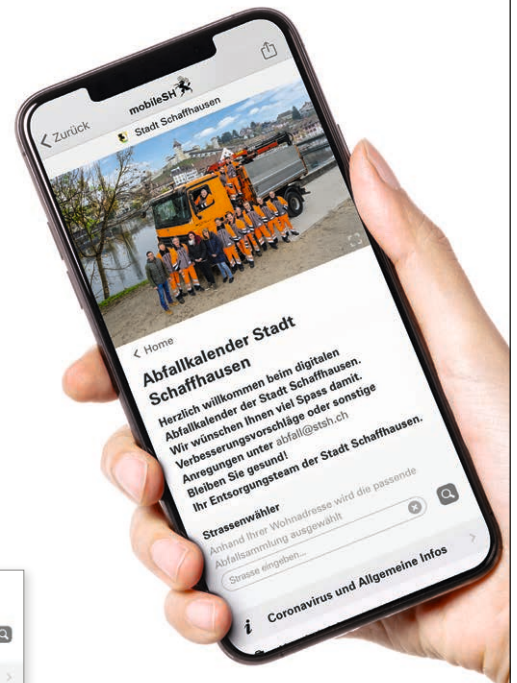 mobileSH
Zurück
Stadt Schaffhausen
Home
Abfallkalender Stadt
Schaffhausen
Herzlich willkommen beim digitalen
Abfallkalender der Stadt Schaffhausen.
Wir wünschen Ihnen viel Spass damit.
Verbesserungsvorschläge oder sonstige
Anregungen unter abfall@stsh.ch
Bleiben Sie gesund!
Ihr Entsorgungsteam der Stadt Schaffhausen.
Strassenwähler
Anhand Ihrer Wohnadresse wird die passende
Abfallsammlung ausgewählt
Strasse eingeben...
i Coronavirus und Allgemeine Infos